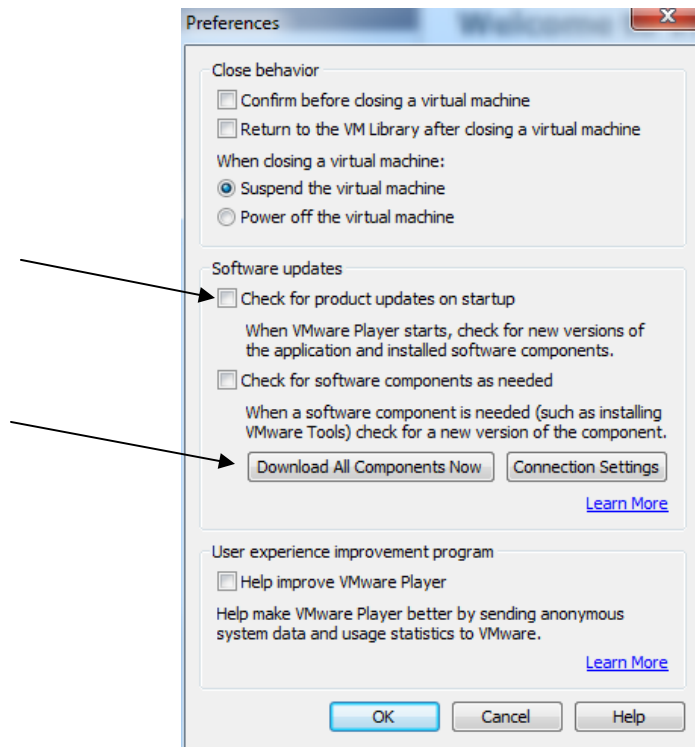 Preferences
Welcome to
Close behavior
Confirm before closing a virtual machine
Return to the VM Library after closing a virtual machine
When closing a virtual machine:
Suspend the virtual machine
Power off the virtual machine
Software updates
Check for product updates on startup
When VMware Player starts, check for new versions of
the application and installed software components.
Check for software components as needed
When a software component is needed (such as installing
VMware Tools) check for a new version of the component.
Download All Components Now Connection Settings
Learn More
User experience improvement program
Help improve VMware Player
Help make VMware Player better by sending anonymous
system data and usage statistics to VMware.
Learn More
OK Cancel Help